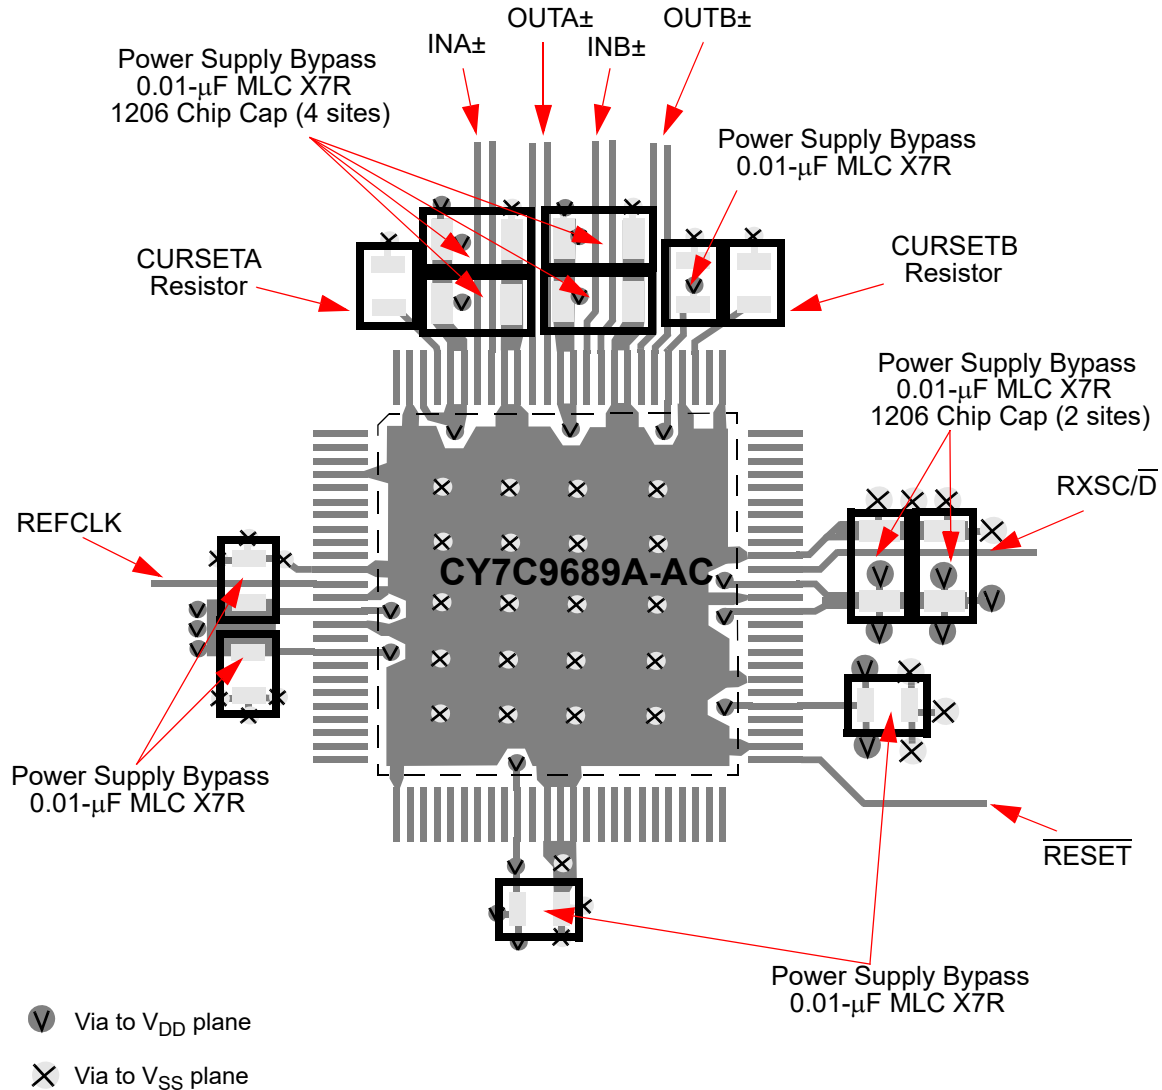 OUTA±
OUTB±
INA±
INB±
Power Supply Bypass
0.01-μF MLC X7R
1206 Chip Cap (4 sites)
Power Supply Bypass
0.01-μF MLC X7R
CURSETA
Resistor
CURSETB
Resistor
Power Supply Bypass
0.01-μF MLC X7R
1206 Chip Cap (2 sites)
RXSC/D̅
REFCLK
CY7C9689A-AC
Power Supply Bypass
0.01-μF MLC X7R
R̅E̅S̅E̅T̅
Power Supply Bypass
0.01-μF MLC X7R
V Via to VDD plane
X Via to VSS plane